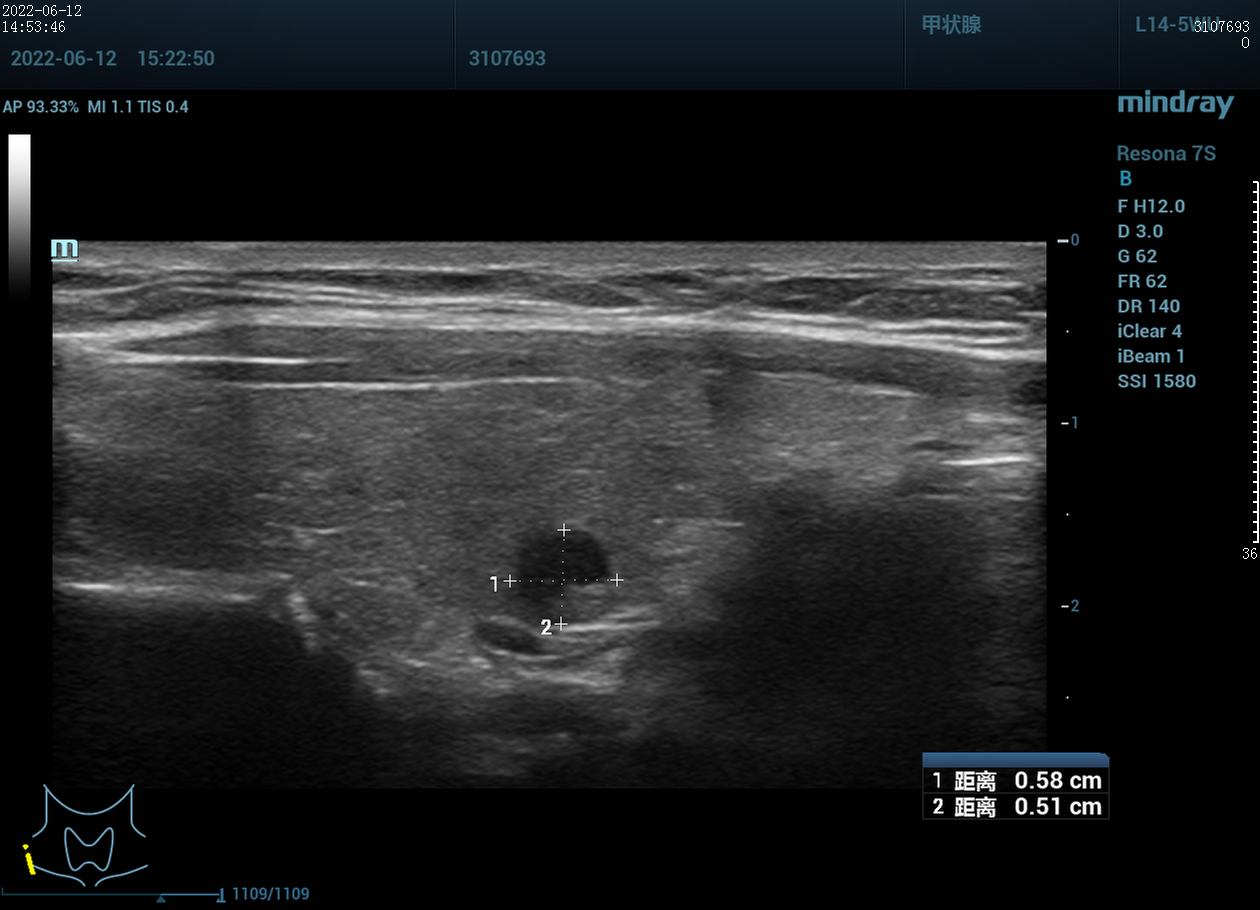 2022-06-12
14:53:46
2022-06-12 15:22:50
3107693
甲状腺
3107693
0
AP 93.33% MI 1.1 TIS 0.4
mindray
Resona 7S
B
F H12.0
D 3.0
G 62
FR 62
DR 140
iClear 4
iBeam 1
SSI 1580
m
0
1
2
36
1
2
1 距离 0.58 cm
2 距离 0.51 cm
1109/1109